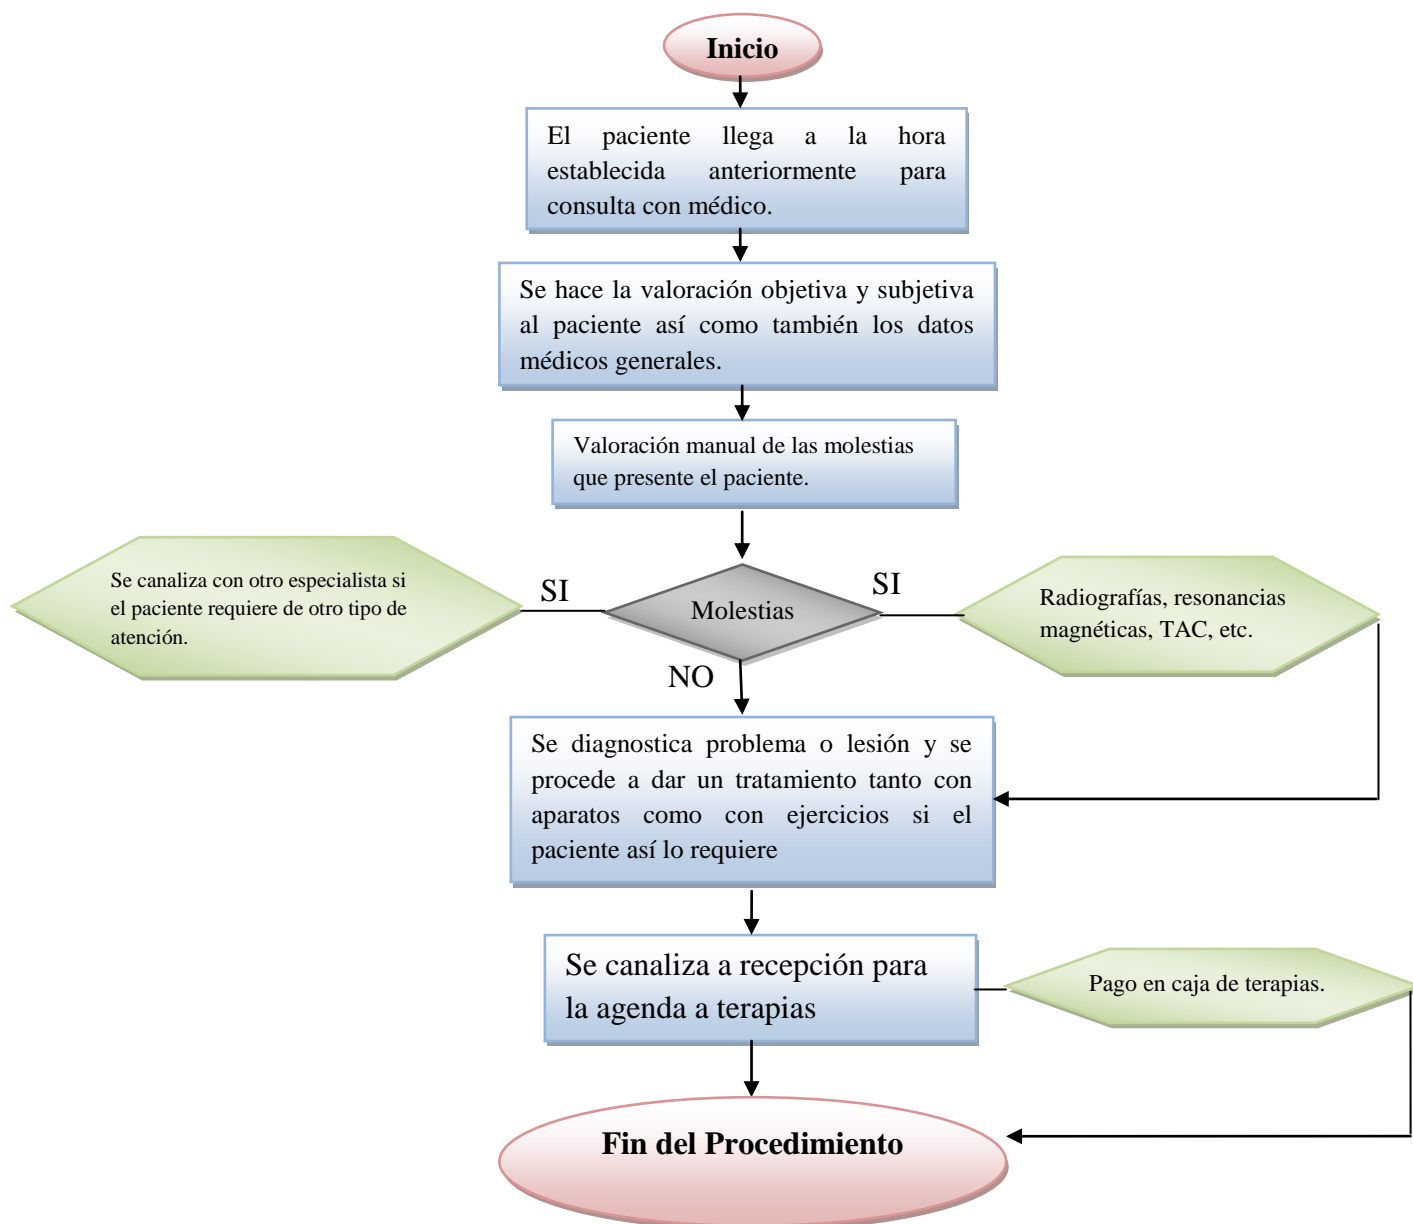 Inicio
El paciente llega a la hora
establecida anteriormente para
consulta con médico.
Se hace la valoración objetiva y subjetiva
al paciente así como también los datos
médicos generales.
Valoración manual de las molestias
que presente el paciente.
Se canaliza con otro especialista si
el paciente requiere de otro tipo de
atención.
SI
Molestias
SI
Radiografías, resonancias
magnéticas, TAC, etc.
NO
Se diagnostica problema o lesión y se
procede a dar un tratamiento tanto con
aparatos como con ejercicios si el
paciente así lo requiere
Se canaliza a recepción para
la agenda a terapias
Pago en caja de terapias.
Fin del Procedimiento